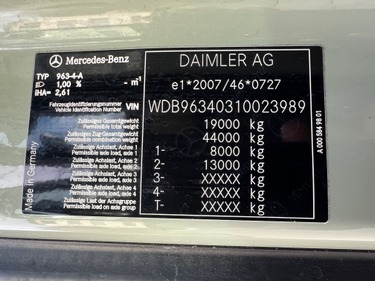 Mercedes-Benz
DAIMLER AG
TYP 963-4-A
1,00 % - m⁻¹
IHA= 2,61
e1*2007/46*0727
Fahrzeugidentifizierungsnummer
Vehicle Identification Number VIN
WDB96340310023989
Zulässiges Gesamtgewicht
Permissible total weight
19000 kg
Zulässiges Zuggesamtgewicht
Permissible combination weight
44000 kg
Zulässige Achslast, Achse 1
Permissible axle load, axle 1
1- 8000 kg
Zulässige Achslast, Achse 2
Permissible axle load, axle 2
2- 13000 kg
Zulässige Achslast, Achse 3
Permissible axle load, axle 3
3- XXXXX kg
Zulässige Achslast, Achse 4
Permissible axle load, axle 4
4- XXXXX kg
Zulässige Last der Achsgruppe
Permissible load on axle group
T- XXXXX kg
Made in Germany
A 000 584 98 01